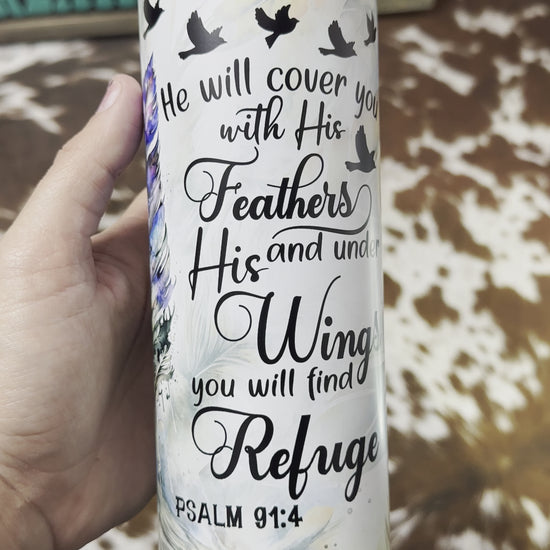 He will cover you
with His
Feathers
His and under
Wings
you will find
Refuge
PSALM 91:4